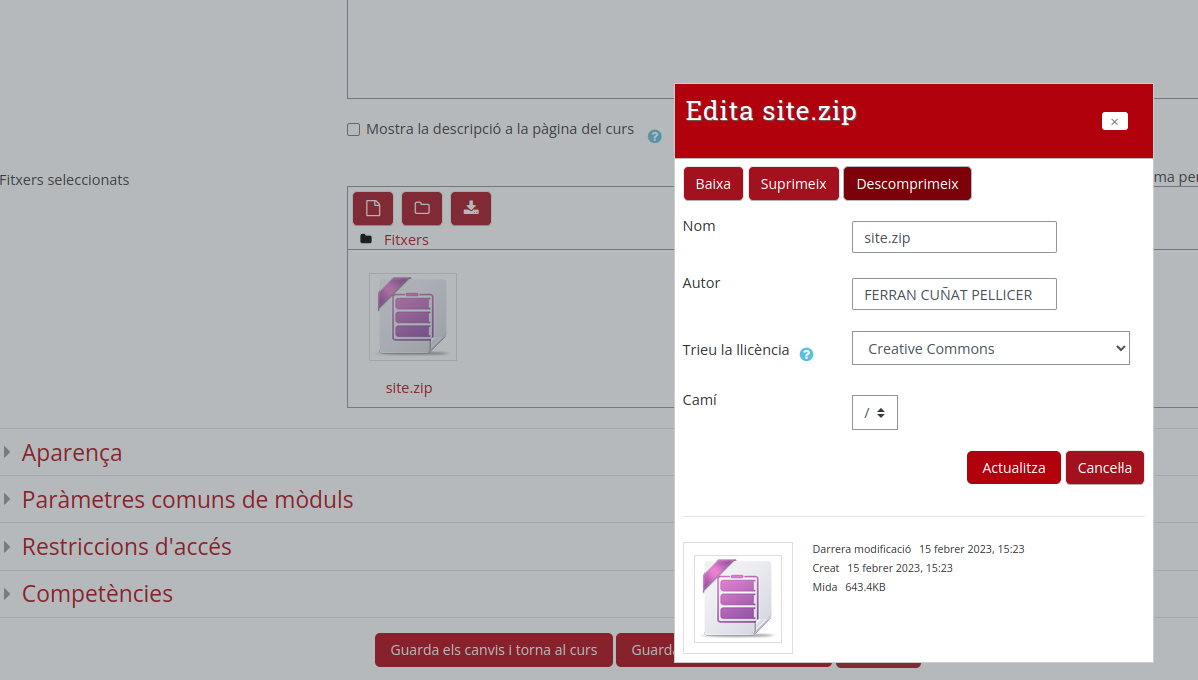 Mostra la descripció a la pàgina del curs
Fitxers seleccionats
Fitxers
site.zip
Aparença
Paràmetres comuns de mòduls
Restriccions d'accés
Competències
Guarda els canvis i torna al curs
Edita site.zip
×
Baixa Suprimeix Descomprimeix
Nom site.zip
Autor FERRAN CUÑAT PELLICER
Trieu la llicència ? Creative Commons
Camí /
Actualitza Cancel·la
Darrera modificació 15 febrer 2023, 15:23
Creat 15 febrer 2023, 15:23
Mida 643.4KB